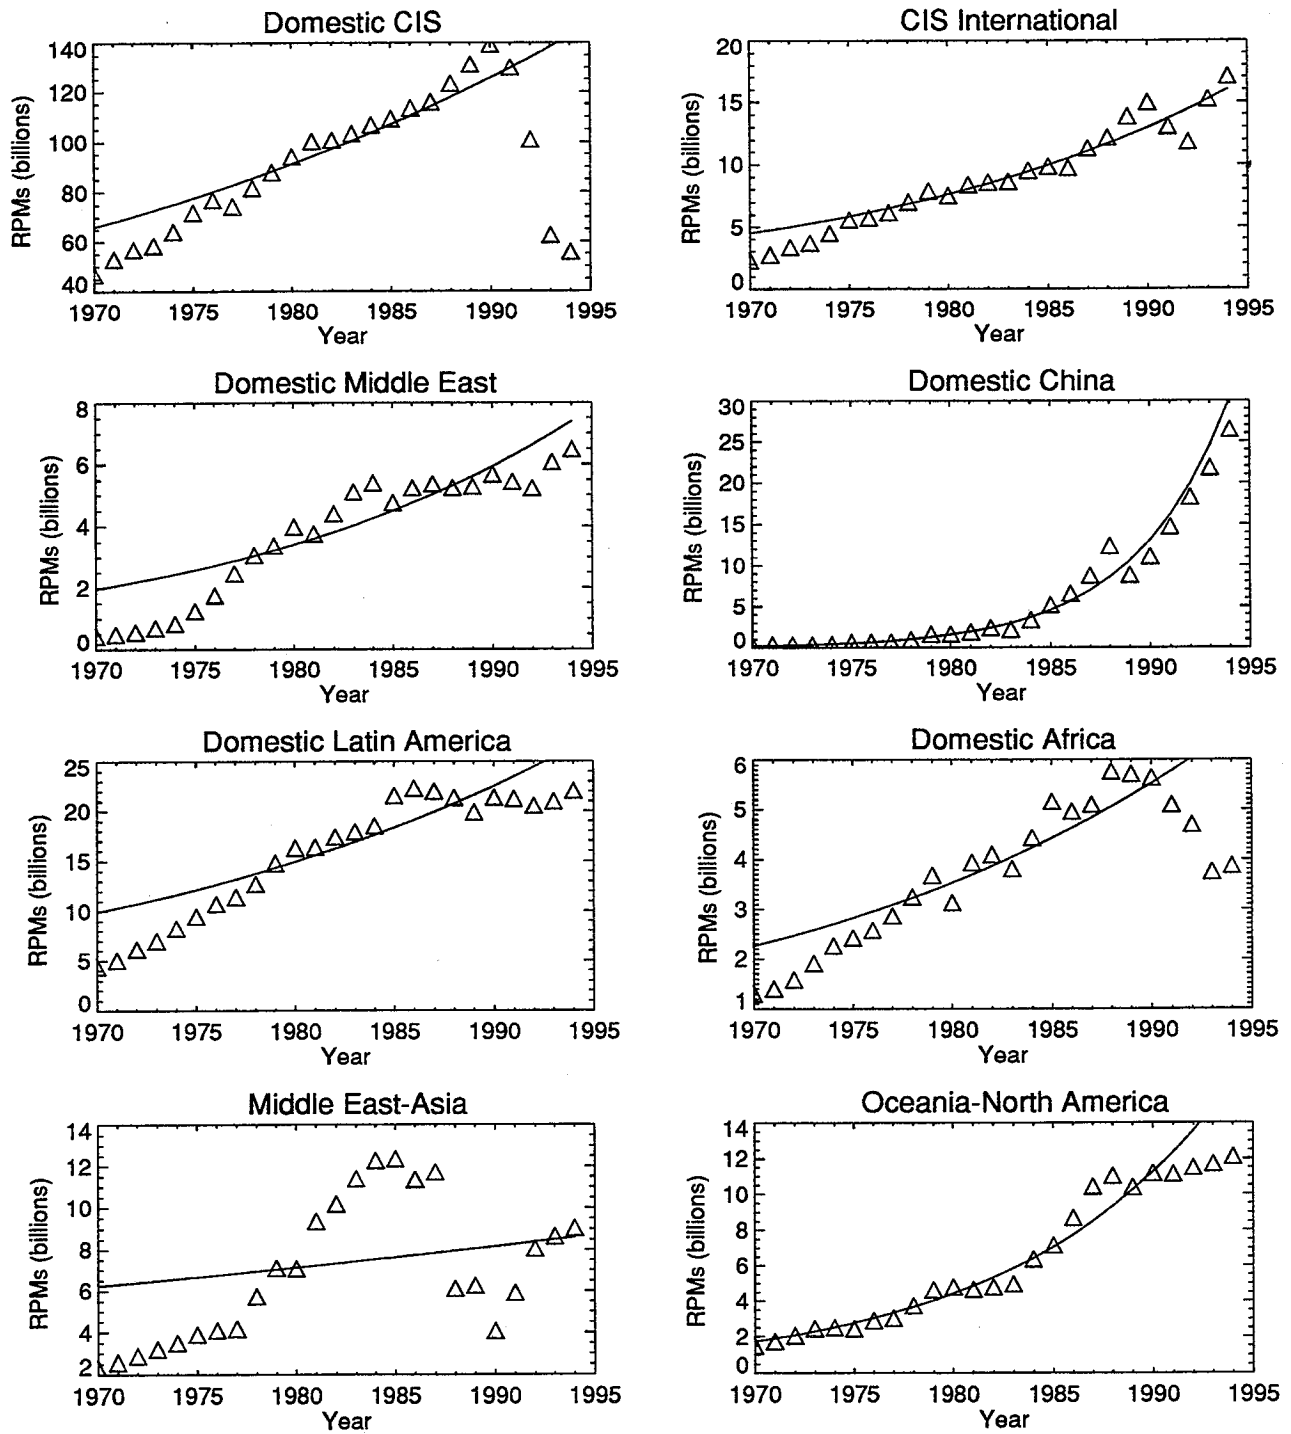 Domestic CIS
RPMs (billions)
140
120
100
80
60
40
1970 1975 1980 1985 1990 1995
Year
CIS International
RPMs (billions)
20
15
10
5
0
1970 1975 1980 1985 1990 1995
Year
Domestic Middle East
RPMs (billions)
8
6
4
2
0
1970 1975 1980 1985 1990 1995
Year
Domestic China
RPMs (billions)
30
25
20
15
10
5
0
1970 1975 1980 1985 1990 1995
Year
Domestic Latin America
RPMs (billions)
25
20
15
10
5
0
1970 1975 1980 1985 1990 1995
Year
Domestic Africa
RPMs (billions)
6
5
4
3
2
1
1970 1975 1980 1985 1990 1995
Year
Middle East-Asia
RPMs (billions)
14
12
10
8
6
4
2
1970 1975 1980 1985 1990 1995
Year
Oceania-North America
RPMs (billions)
14
12
10
8
6
4
2
0
1970 1975 1980 1985 1990 1995
Year